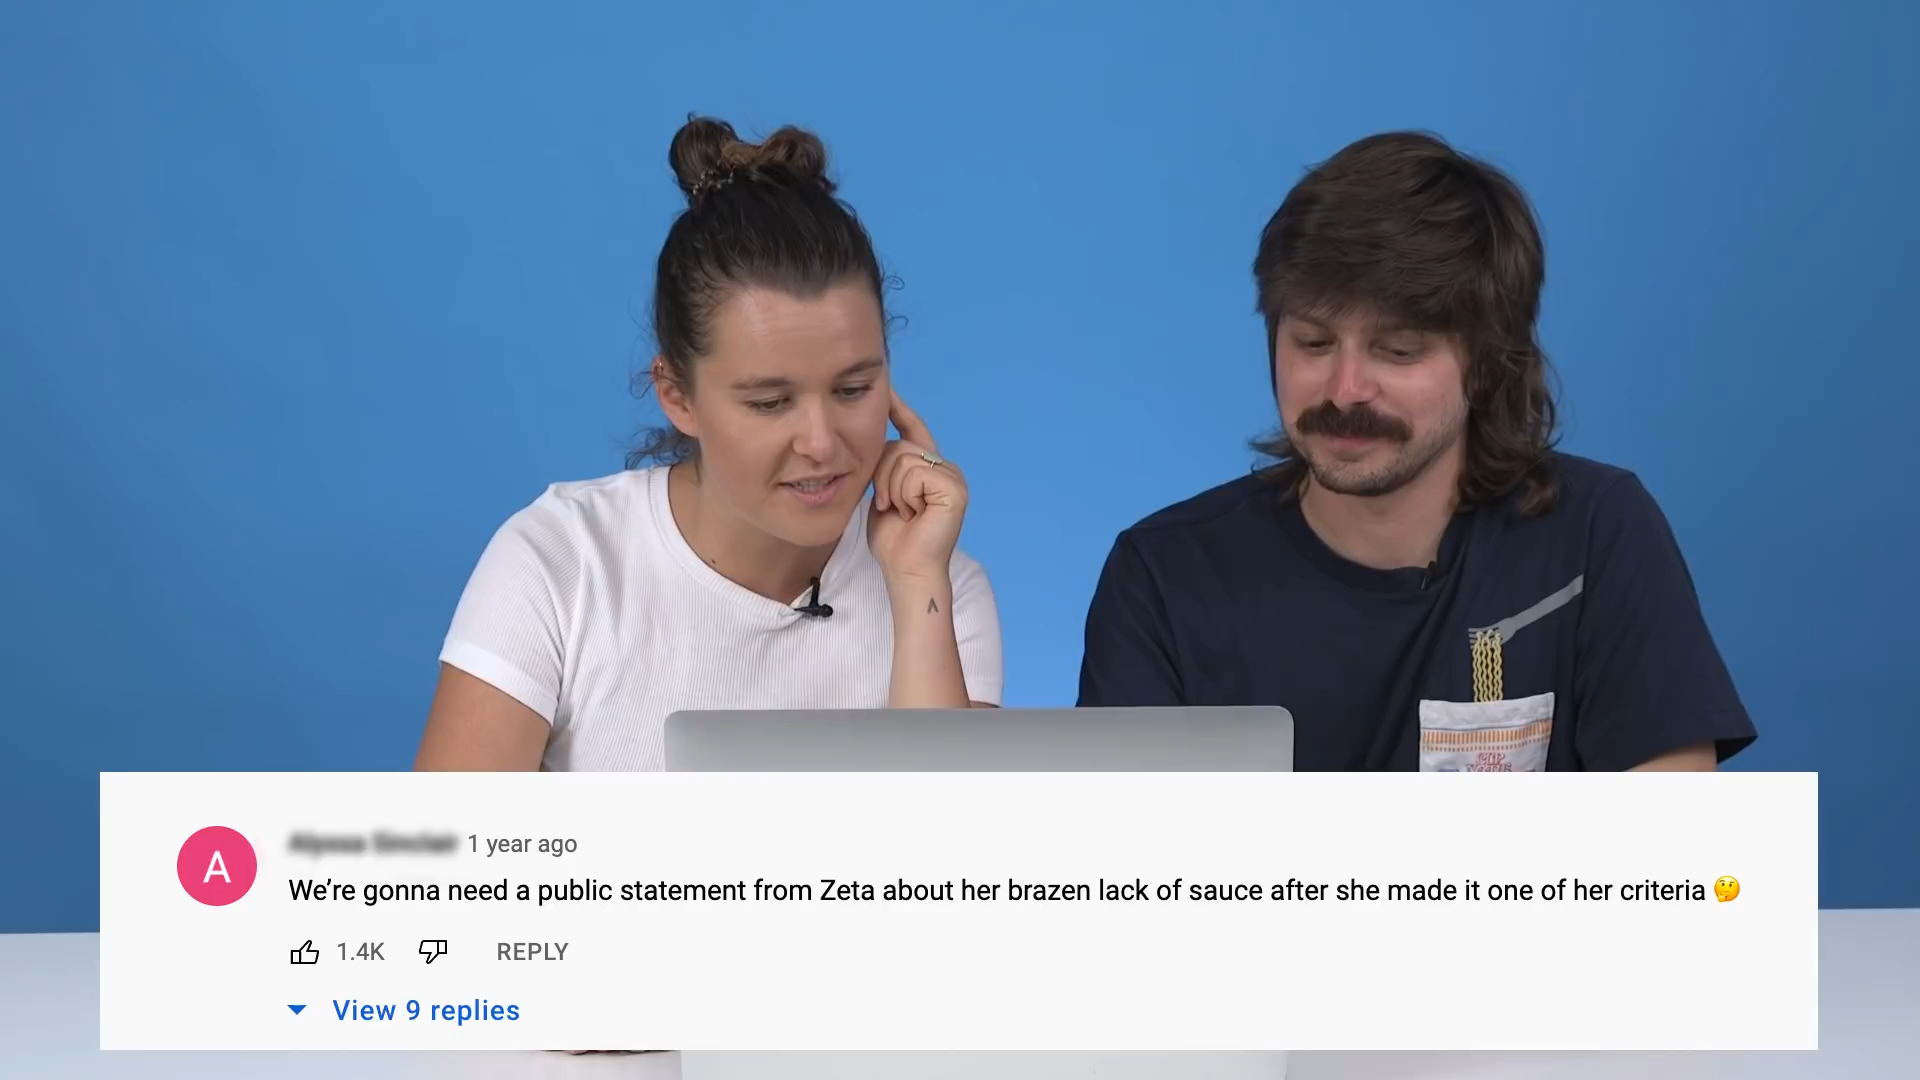 1 year ago
We’re gonna need a public statement from Zeta about her brazen lack of sauce after she made it one of her criteria 🤔
1.4K REPLY
View 9 replies
A
CUP